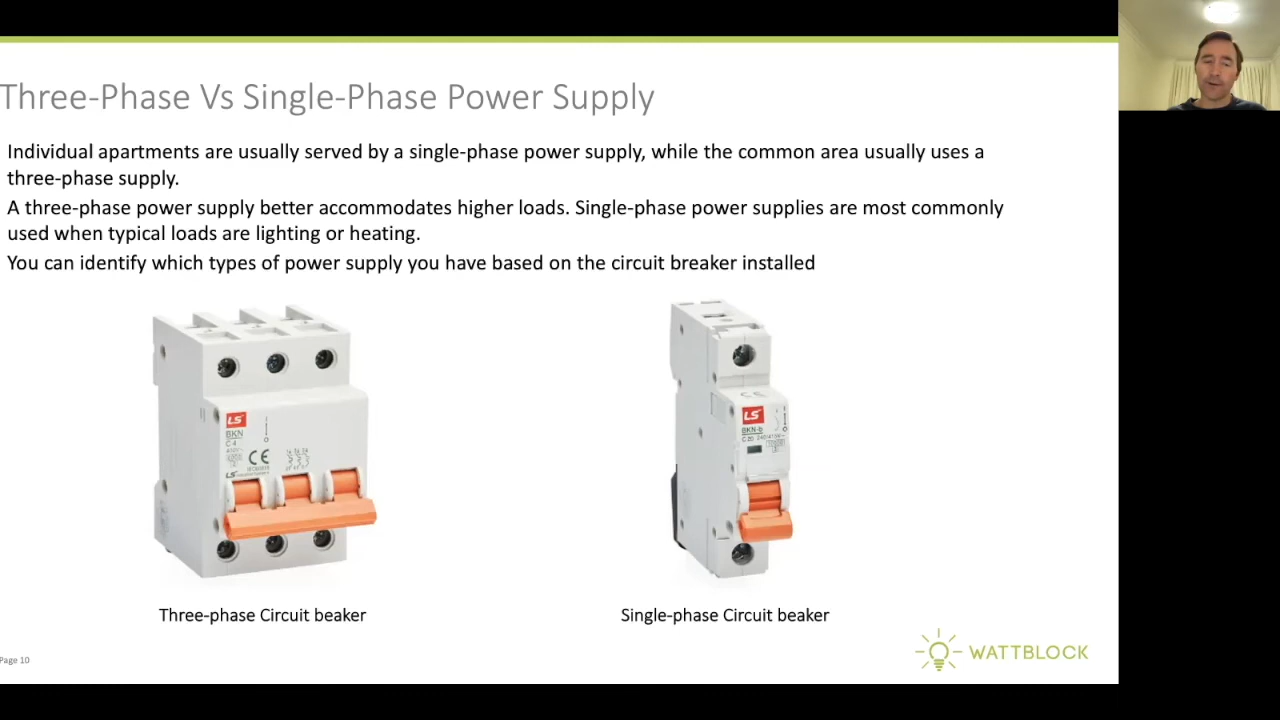 Three-Phase Vs Single-Phase Power Supply
Individual apartments are usually served by a single-phase power supply, while the common area usually uses a
three-phase supply.
A three-phase power supply better accommodates higher loads. Single-phase power supplies are most commonly
used when typical loads are lighting or heating.
You can identify which types of power supply you have based on the circuit breaker installed
LS
BKN
C 4
CE
LS
CE
LS
BKN-b
Three-phase Circuit beaker
Single-phase Circuit beaker
Page 10
WATTBLOCK